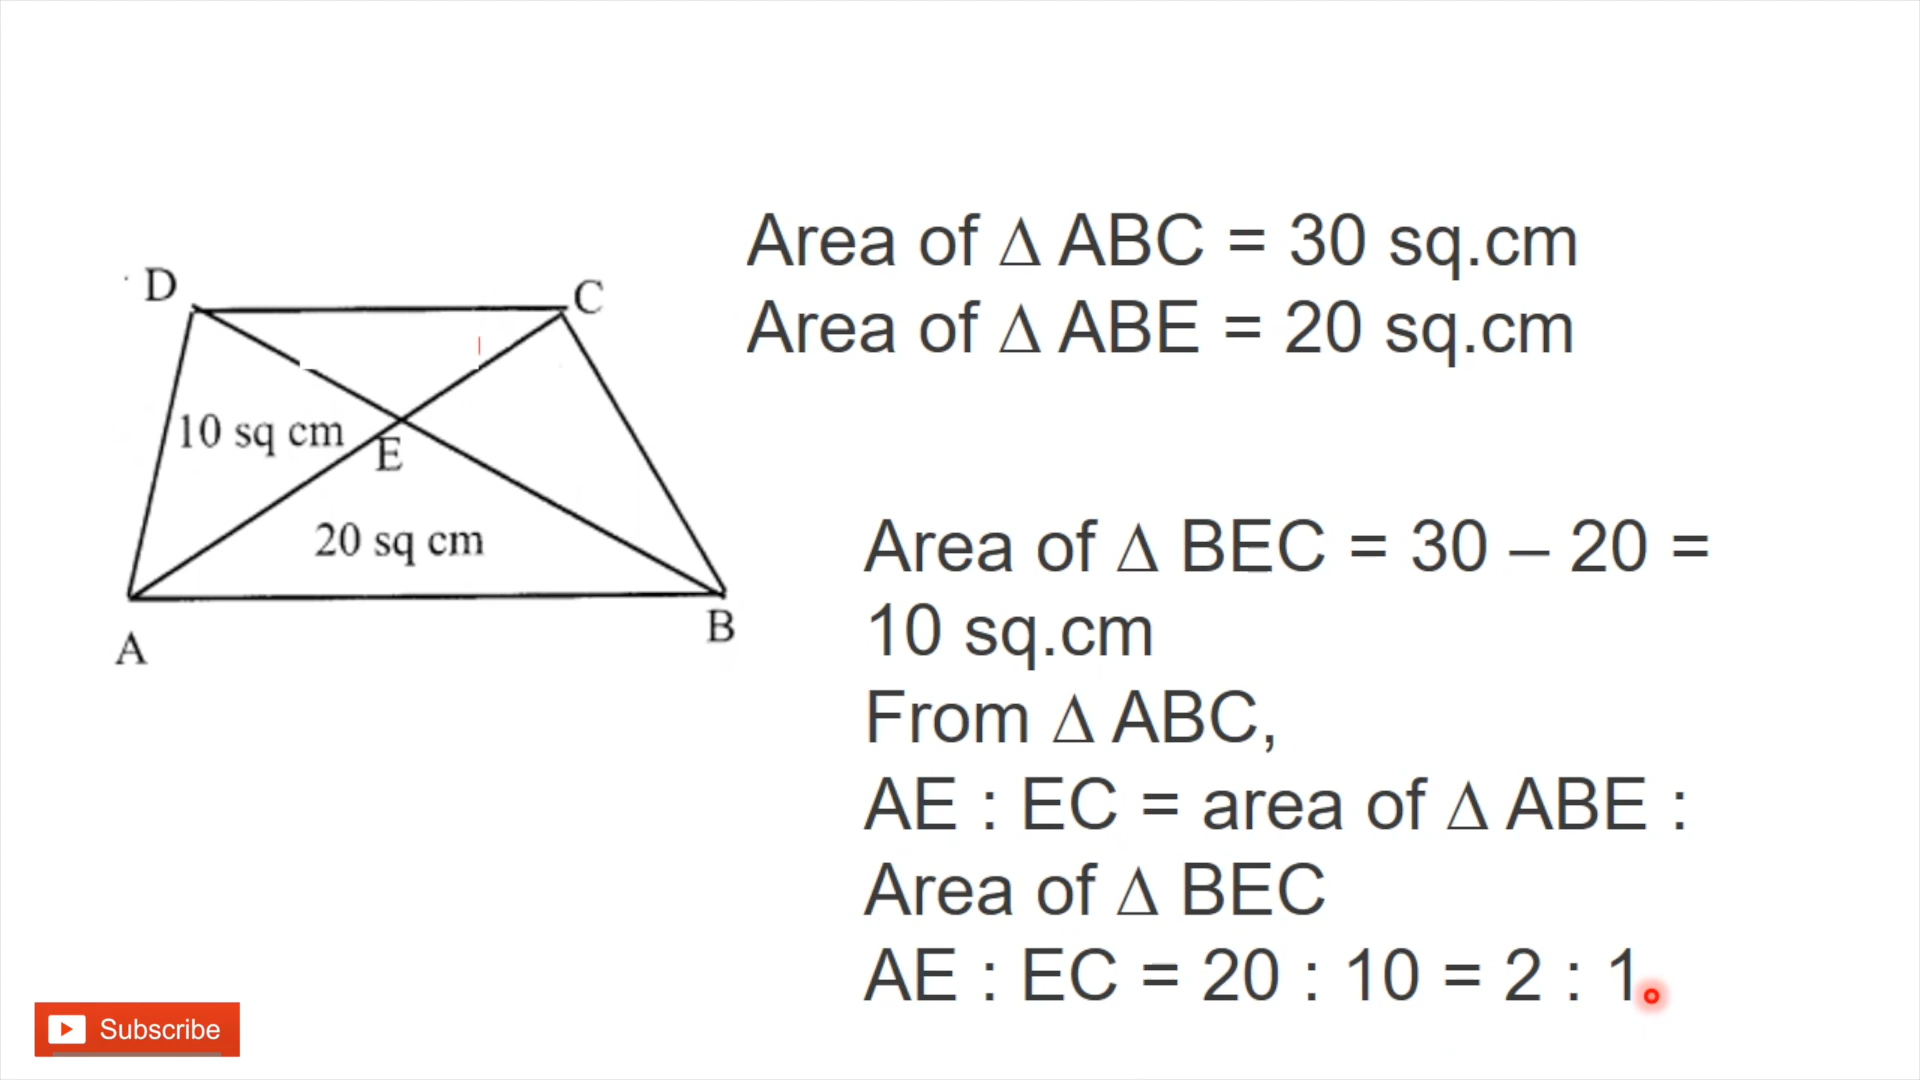 Area of Δ ABC = 30 sq.cm
Area of Δ ABE = 20 sq.cm
D
C
10 sq cm
E
20 sq cm
A
B
Area of Δ BEC = 30 – 20 =
10 sq.cm
From Δ ABC,
AE : EC = area of Δ ABE :
Area of Δ BEC
AE : EC = 20 : 10 = 2 : 1
Subscribe